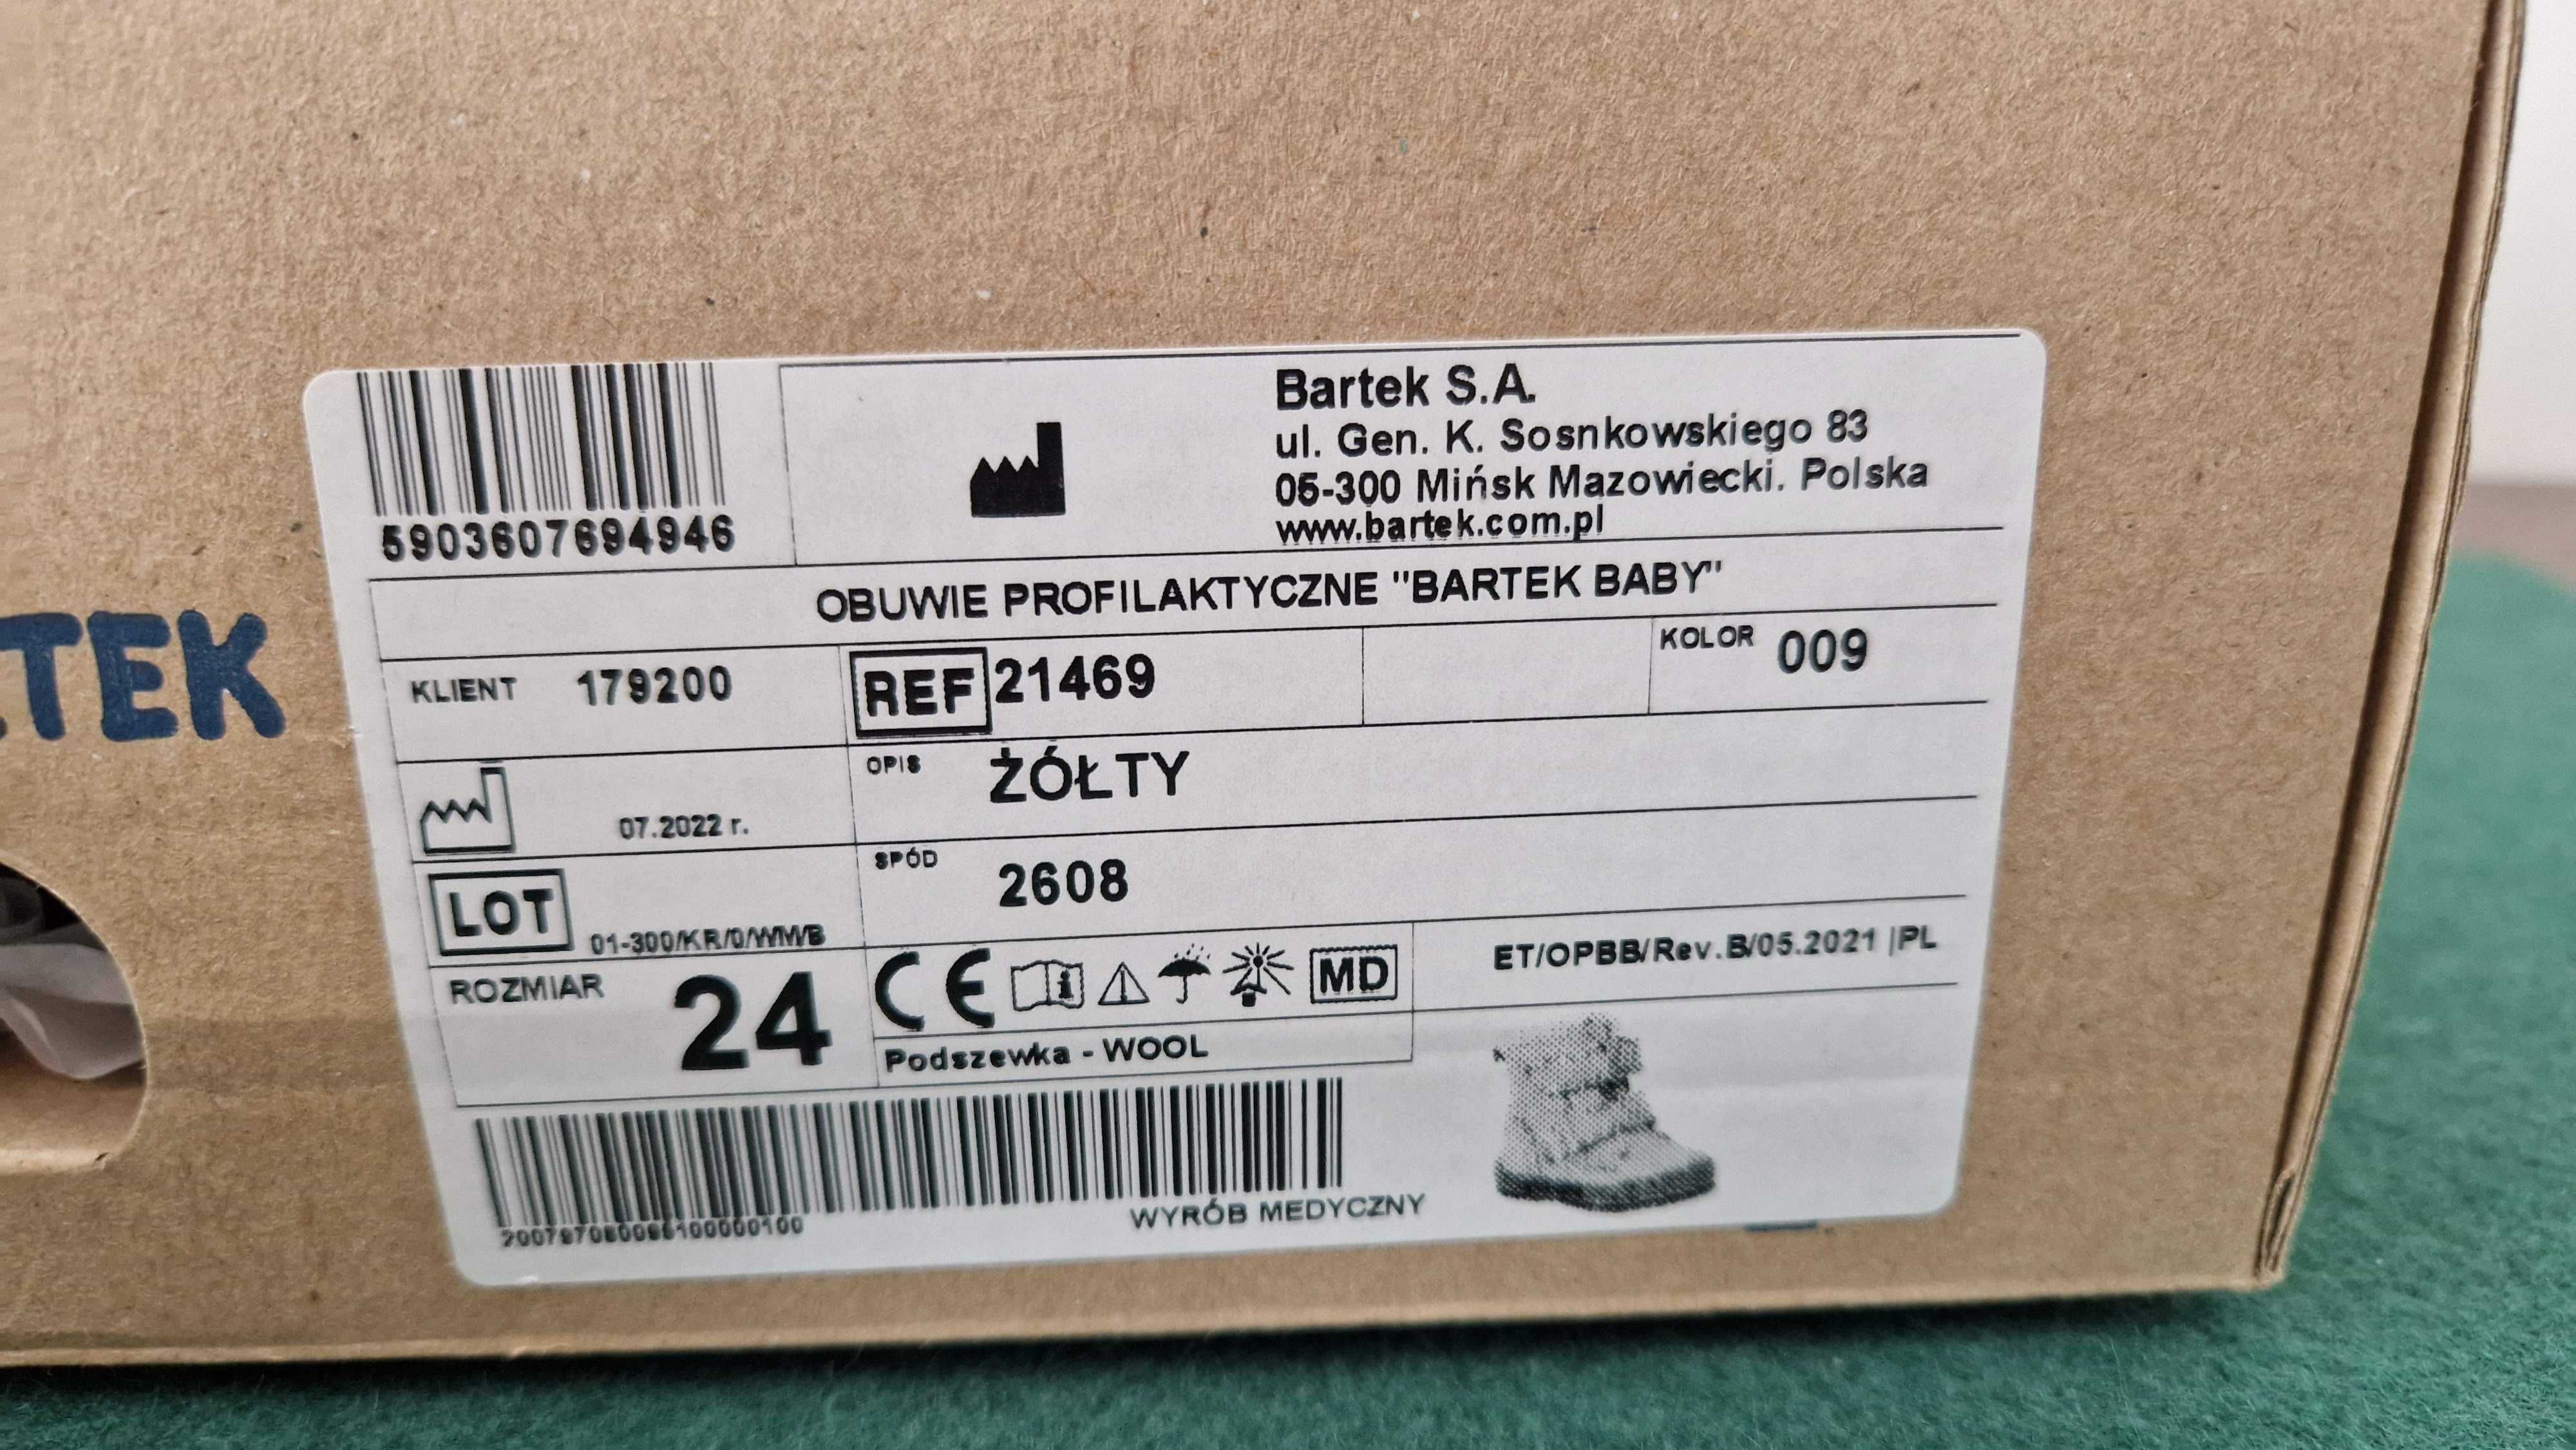 5903607694946
Bartek S.A.
ul. Gen. K. Sosnkowskiego 83
05-300 Mińsk Mazowiecki. Polska
www.bartek.com.pl
OBUWIE PROFILAKTYCZNE "BARTEK BABY"
TEK
KLIENT 179200
REF 21469
KOLOR 009
07.2022 r.
OPIS ŻÓŁTY
LOT 01-300/KR/0/WW/B
SPÓD 2608
ROZMIAR 24
CE MD
ET/OPBB/Rev.B/05.2021 |PL
Podszewka - WOOL
WYRÓB MEDYCZNY